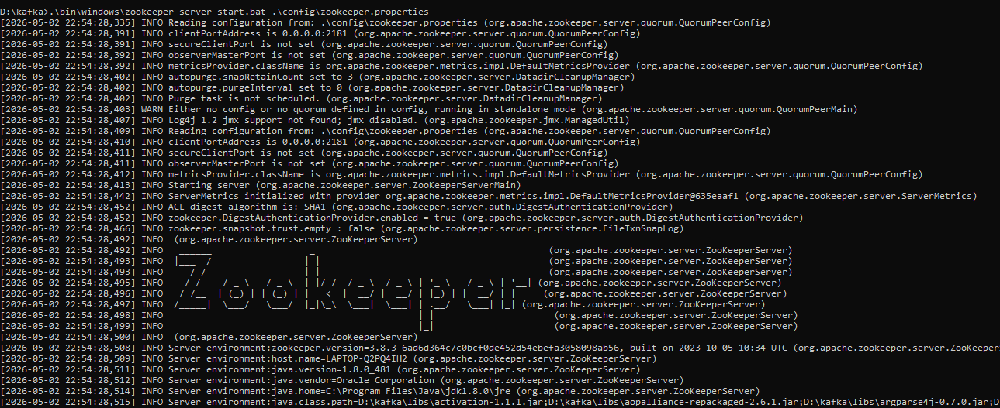 D:\kafka>.\bin\windows\zookeeper-server-start.bat .\config\zookeeper.properties
[2026-05-02 22:54:28,335] INFO Reading configuration from: .\config\zookeeper.properties (org.apache.zookeeper.server.quorum.QuorumPeerConfig)
[2026-05-02 22:54:28,391] INFO clientPortAddress is 0.0.0.0:2181 (org.apache.zookeeper.server.quorum.QuorumPeerConfig)
[2026-05-02 22:54:28,391] INFO secureClientPort is not set (org.apache.zookeeper.server.quorum.QuorumPeerConfig)
[2026-05-02 22:54:28,392] INFO observerMasterPort is not set (org.apache.zookeeper.server.quorum.QuorumPeerConfig)
[2026-05-02 22:54:28,392] INFO metricsProvider.className is org.apache.zookeeper.metrics.impl.DefaultMetricsProvider (org.apache.zookeeper.server.quorum.QuorumPeerConfig)
[2026-05-02 22:54:28,402] INFO autopurge.snapRetainCount set to 3 (org.apache.zookeeper.server.DatadirCleanupManager)
[2026-05-02 22:54:28,402] INFO autopurge.purgeInterval set to 0 (org.apache.zookeeper.server.DatadirCleanupManager)
[2026-05-02 22:54:28,402] INFO Purge task is not scheduled. (org.apache.zookeeper.server.DatadirCleanupManager)
[2026-05-02 22:54:28,403] WARN Either no config or no quorum defined in config, running in standalone mode (org.apache.zookeeper.server.quorum.QuorumPeerMain)
[2026-05-02 22:54:28,407] INFO Log4j 1.2 jmx support not found; jmx disabled. (org.apache.zookeeper.jmx.ManagedUtil)
[2026-05-02 22:54:28,409] INFO Reading configuration from: .\config\zookeeper.properties (org.apache.zookeeper.server.quorum.QuorumPeerConfig)
[2026-05-02 22:54:28,410] INFO clientPortAddress is 0.0.0.0:2181 (org.apache.zookeeper.server.quorum.QuorumPeerConfig)
[2026-05-02 22:54:28,411] INFO secureClientPort is not set (org.apache.zookeeper.server.quorum.QuorumPeerConfig)
[2026-05-02 22:54:28,411] INFO observerMasterPort is not set (org.apache.zookeeper.server.quorum.QuorumPeerConfig)
[2026-05-02 22:54:28,412] INFO metricsProvider.className is org.apache.zookeeper.metrics.impl.DefaultMetricsProvider (org.apache.zookeeper.server.quorum.QuorumPeerConfig)
[2026-05-02 22:54:28,413] INFO Starting server (org.apache.zookeeper.server.ZooKeeperServerMain)
[2026-05-02 22:54:28,442] INFO ServerMetrics initialized with provider org.apache.zookeeper.metrics.impl.DefaultMetricsProvider@635eaaf1 (org.apache.zookeeper.server.ServerMetrics)
[2026-05-02 22:54:28,452] INFO ACL digest algorithm is: SHA1 (org.apache.zookeeper.server.auth.DigestAuthenticationProvider)
[2026-05-02 22:54:28,452] INFO zookeeper.DigestAuthenticationProvider.enabled = true (org.apache.zookeeper.server.auth.DigestAuthenticationProvider)
[2026-05-02 22:54:28,466] INFO zookeeper.snapshot.trust.empty : false (org.apache.zookeeper.server.persistence.FileTxnSnapLog)
[2026-05-02 22:54:28,492] INFO  (org.apache.zookeeper.server.ZooKeeperServer)
[2026-05-02 22:54:28,492] INFO   ______                  _                                           (org.apache.zookeeper.server.ZooKeeperServer)
[2026-05-02 22:54:28,493] INFO  |___  /                 | |                                          (org.apache.zookeeper.server.ZooKeeperServer)
[2026-05-02 22:54:28,493] INFO     / /    ___     ___   | | __   ___    ___   _ __    ___   _ __     (org.apache.zookeeper.server.ZooKeeperServer)
[2026-05-02 22:54:28,495] INFO    / /    / _ \   / _ \  | |/ /  / _ \  / _ \ | '_ \  / _ \ | '__| (org.apache.zookeeper.server.ZooKeeperServer)
[2026-05-02 22:54:28,496] INFO   / /__  | (_) | | (_) | |   <  |  __/ |  __/ | |_) | |  __/ | |     (org.apache.zookeeper.server.ZooKeeperServer)
[2026-05-02 22:54:28,497] INFO  /_____|  \___/   \___/  |_|\_\  \___|  \___| | .__/   \___| |_| (org.apache.zookeeper.server.ZooKeeperServer)
[2026-05-02 22:54:28,498] INFO                                               | |                      (org.apache.zookeeper.server.ZooKeeperServer)
[2026-05-02 22:54:28,499] INFO                                               |_|                      (org.apache.zookeeper.server.ZooKeeperServer)
[2026-05-02 22:54:28,500] INFO  (org.apache.zookeeper.server.ZooKeeperServer)
[2026-05-02 22:54:28,508] INFO Server environment:zookeeper.version=3.8.3-6ad6d364c7c0bcf0de452d54ebefa3058098ab56, built on 2023-10-05 10:34 UTC (org.apache.zookeeper.server.ZooKeeper
[2026-05-02 22:54:28,509] INFO Server environment:host.name=LAPTOP-Q2PQ4IH2 (org.apache.zookeeper.server.ZooKeeperServer)
[2026-05-02 22:54:28,511] INFO Server environment:java.version=1.8.0_481 (org.apache.zookeeper.server.ZooKeeperServer)
[2026-05-02 22:54:28,512] INFO Server environment:java.vendor=Oracle Corporation (org.apache.zookeeper.server.ZooKeeperServer)
[2026-05-02 22:54:28,514] INFO Server environment:java.home=C:\Program Files\Java\jdk1.8.0\jre (org.apache.zookeeper.server.ZooKeeperServer)
[2026-05-02 22:54:28,515] INFO Server environment:java.class.path=D:\kafka\libs\activation-1.1.1.jar;D:\kafka\libs\aopalliance-repackaged-2.6.1.jar;D:\kafka\libs\argparse4j-0.7.0.jar;D